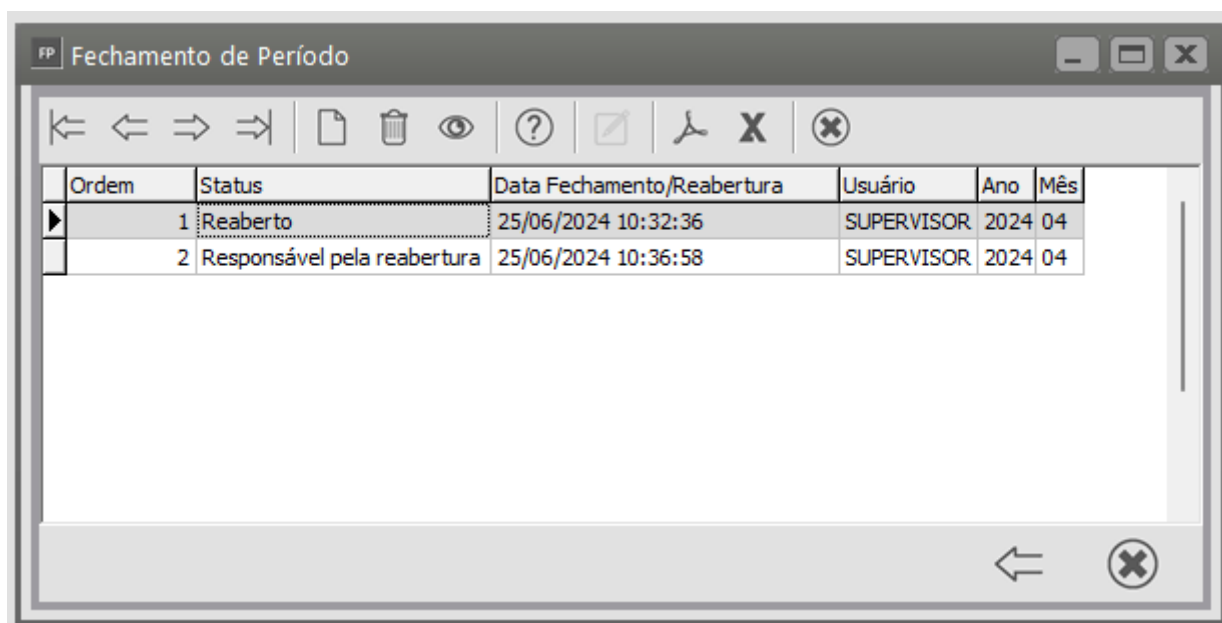 FP Fechamento de Período
Ordem Status Data Fechamento/Reabertura Usuário Ano Mês
1 Reaberto 25/06/2024 10:32:36 SUPERVISOR 2024 04
2 Responsável pela reabertura 25/06/2024 10:36:58 SUPERVISOR 2024 04